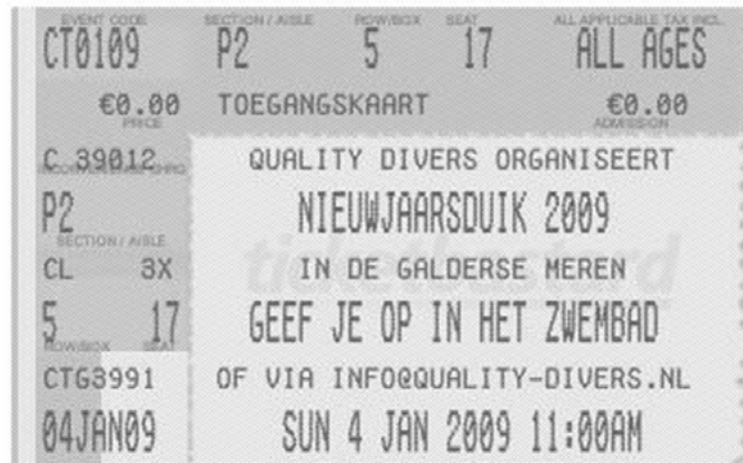 EVENT CODE SECTION / AISLE ROW/BOX SEAT ALL APPLICABLE TAX INCL.
CT0109 P2 5 17 ALL AGES
€0.00 TOEGANGSKAART €0.00
PRICE ADMISSION
C 39012 QUALITY DIVERS ORGANISEERT
P2 NIEUWJAARSDUIK 2009
SECTION / AISLE ticketbastard
CL 3X IN DE GALDERSE MEREN
5 17 GEEF JE OP IN HET ZWEMBAD
ROW/BOX SEAT
CTG3991 OF VIA INFO@QUALITY-DIVERS.NL
04JAN09 SUN 4 JAN 2009 11:00AM